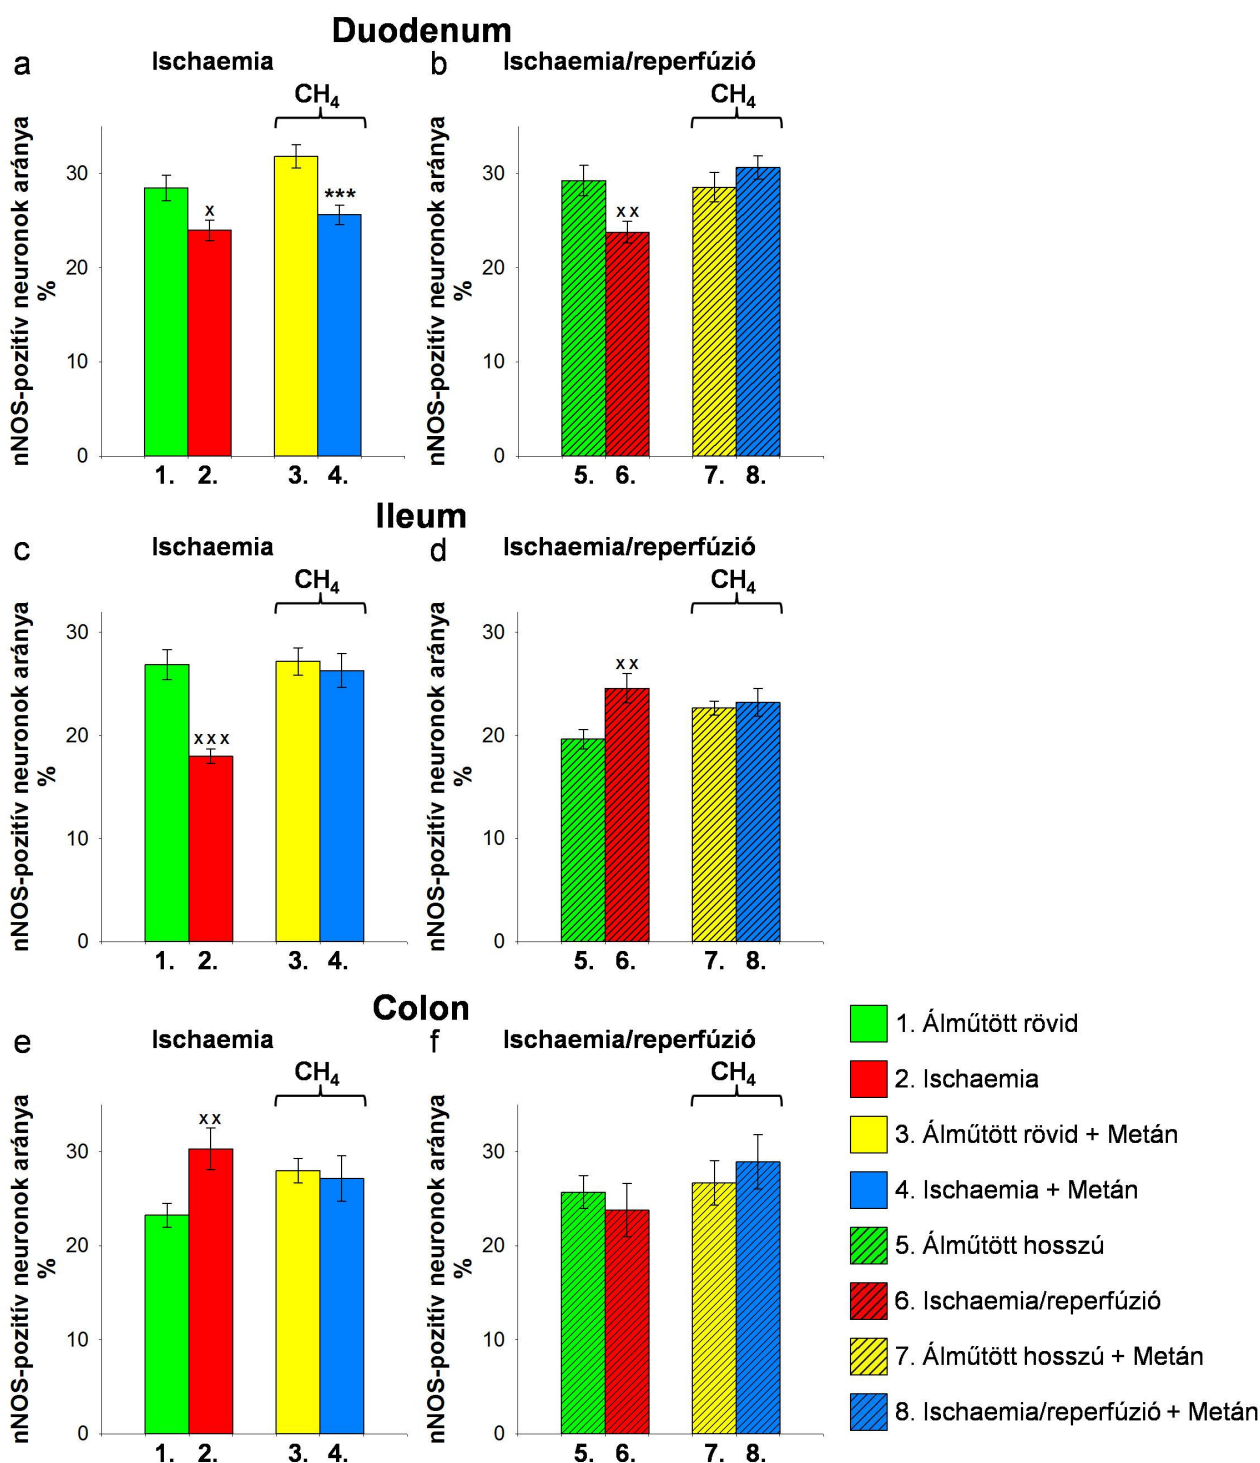 Duodenum
a
Ischaemia
b
Ischaemia/reperfúzió
CH₄
CH₄
nNOS-pozitív neuronok aránya
%
30
20
10
0
x
***
1. 2. 3. 4.
nNOS-pozitív neuronok aránya
%
30
20
10
0
x x
5. 6. 7. 8.
Ileum
c
Ischaemia
d
Ischaemia/reperfúzió
CH₄
CH₄
nNOS-pozitív neuronok aránya
%
30
20
10
0
x x x
1. 2. 3. 4.
nNOS-pozitív neuronok aránya
%
30
20
10
0
x x
5. 6. 7. 8.
Colon
e
Ischaemia
f
Ischaemia/reperfúzió
CH₄
CH₄
nNOS-pozitív neuronok aránya
%
30
20
10
0
x x
1. 2. 3. 4.
nNOS-pozitív neuronok aránya
%
30
20
10
0
5. 6. 7. 8.
1. Álműtött rövid
2. Ischaemia
3. Álműtött rövid + Metán
4. Ischaemia + Metán
5. Álműtött hosszú
6. Ischaemia/reperfúzió
7. Álműtött hosszú + Metán
8. Ischaemia/reperfúzió + Metán